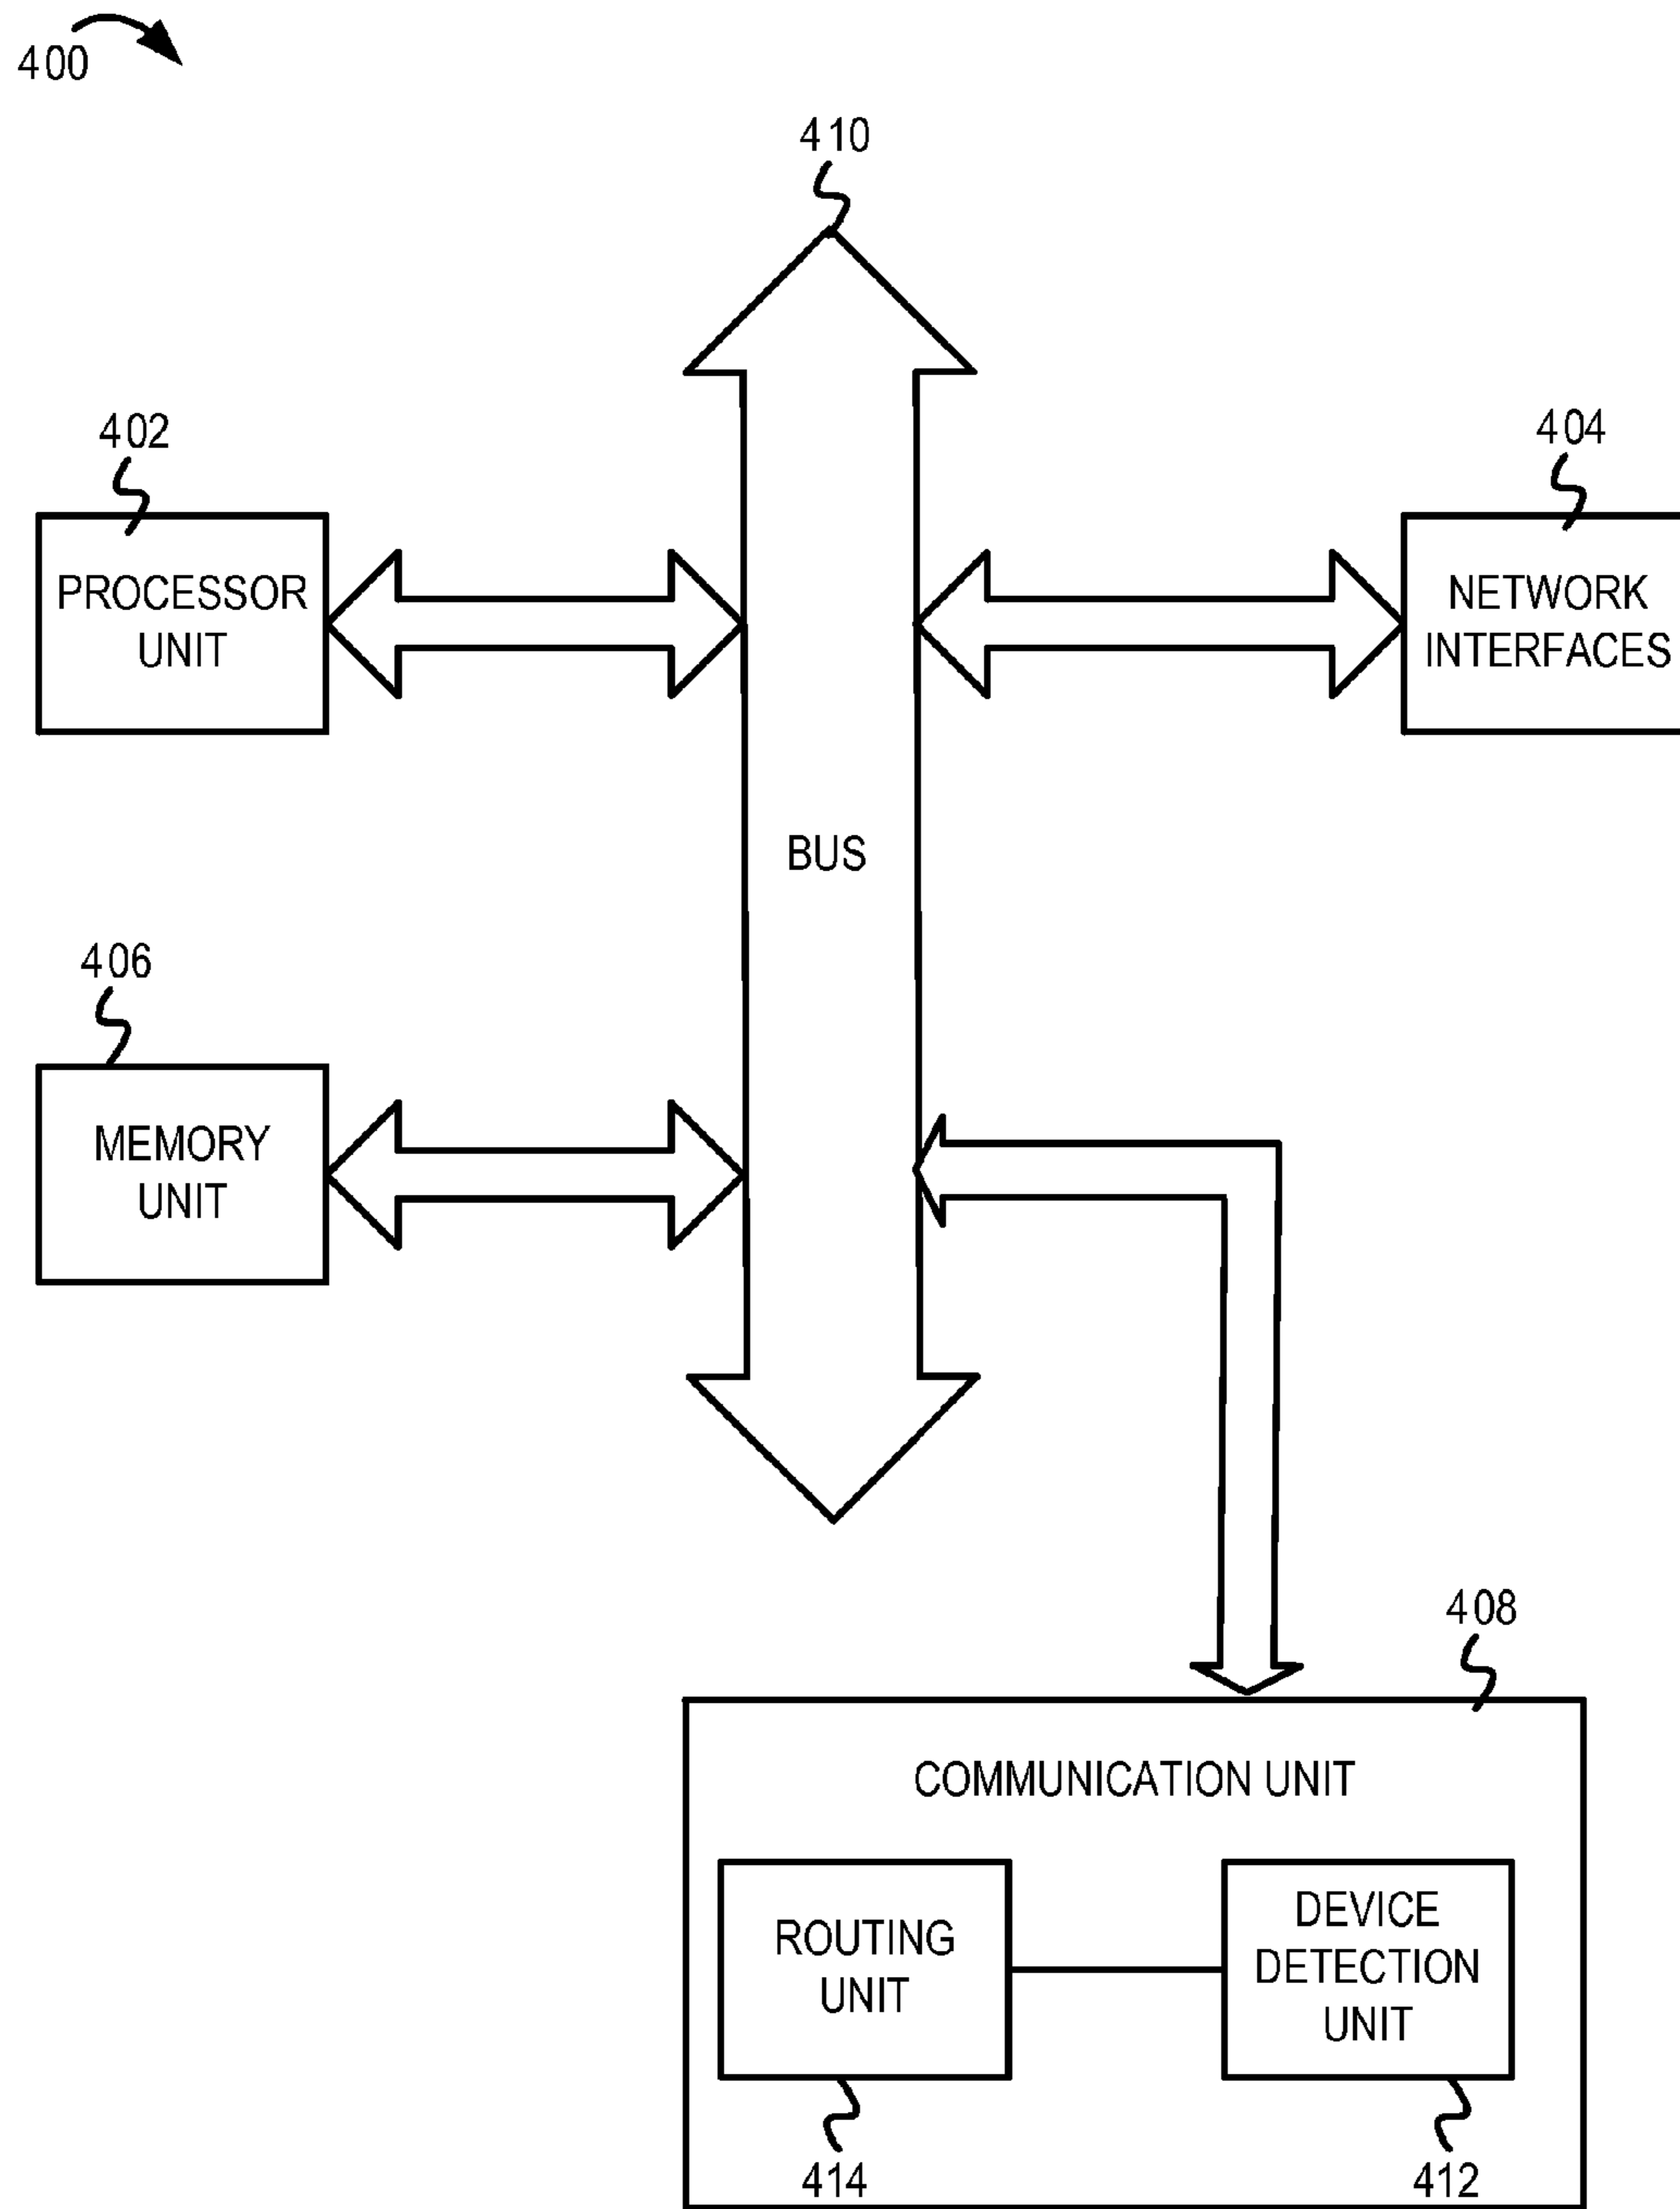 400
410
402
404
PROCESSOR
UNIT
NETWORK
INTERFACES
BUS
406
MEMORY
UNIT
408
COMMUNICATION UNIT
ROUTING
UNIT
DEVICE
DETECTION
UNIT
414
412